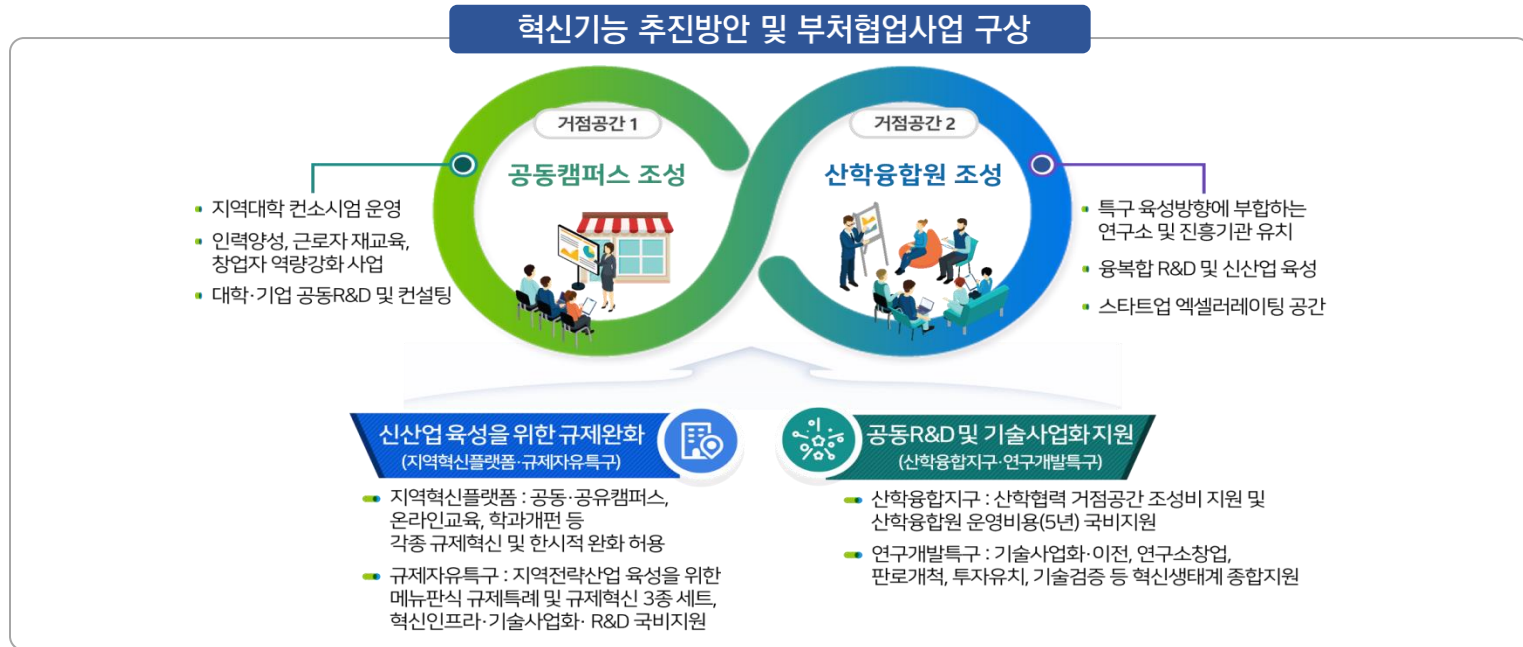 혁신기능 추진방안 및 부처협업사업 구상
거점공간 1
공동캠퍼스 조성
지역대학 컨소시엄 운영
인력양성, 근로자 재교육,
창업자 역량강화 사업
대학·기업 공동R&D 및 컨설팅
거점공간 2
산학융합원 조성
특구 육성방향에 부합하는
연구소 및 진흥기관 유치
융복합 R&D 및 신산업 육성
스타트업 엑셀러레이팅 공간
신산업 육성을 위한 규제완화
(지역혁신플랫폼·규제자유특구)
지역혁신플랫폼 : 공동·공유캠퍼스,
온라인교육, 학과개편 등
각종 규제혁신 및 한시적 완화 허용
규제자유특구 : 지역전략산업 육성을 위한
메뉴판식 규제특례 및 규제혁신 3종 세트,
혁신인프라·기술사업화· R&D 국비지원
공동R&D 및 기술사업화 지원
(산학융합지구·연구개발특구)
산학융합지구 : 산학협력 거점공간 조성비 지원 및
산학융합원 운영비용(5년) 국비지원
연구개발특구 : 기술사업화·이전, 연구소창업,
판로개척, 투자유치, 기술검증 등 혁신생태계 종합지원